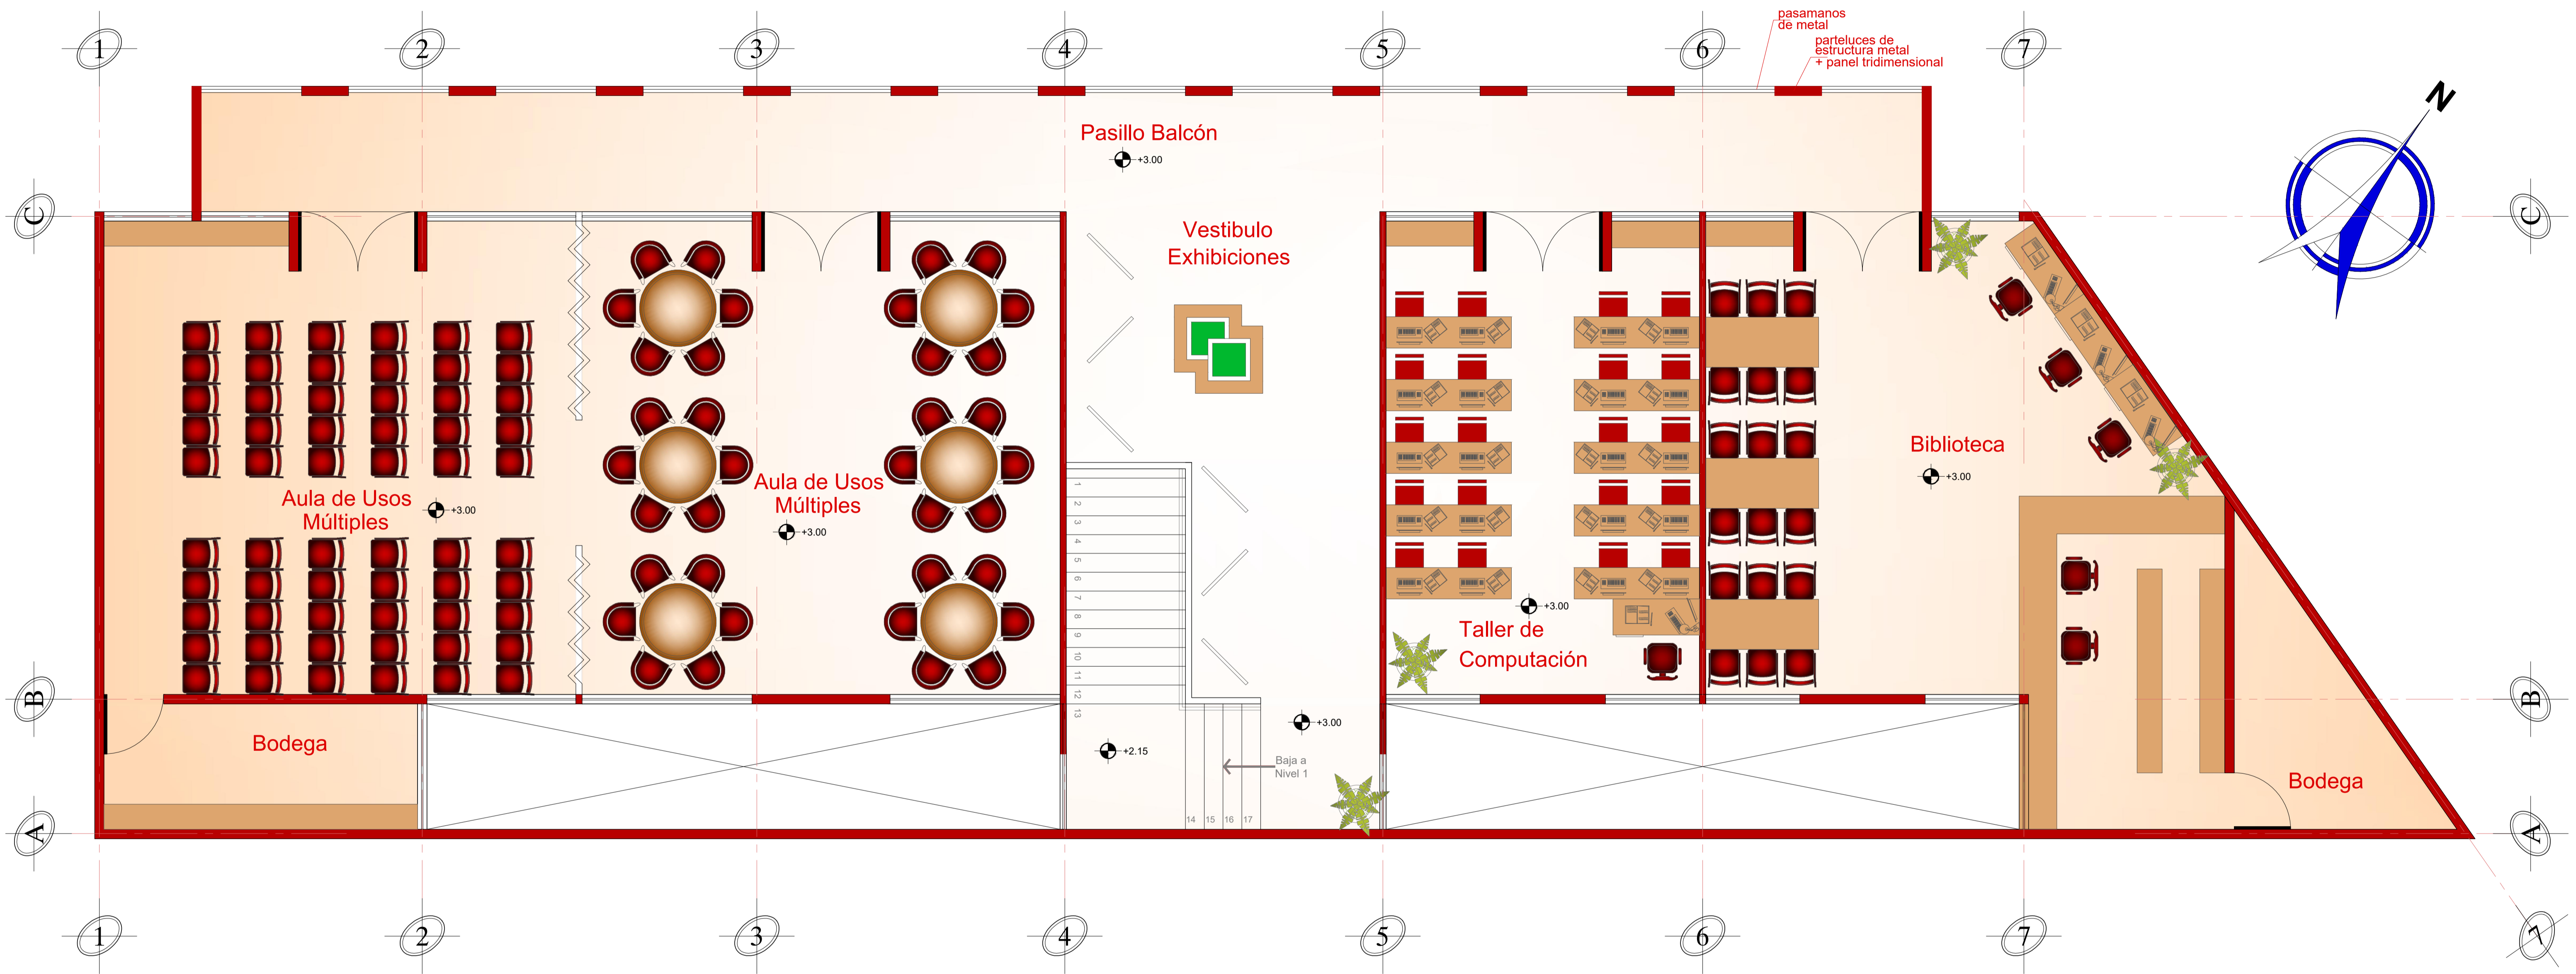 pasamanos
de metal
parteluces de
estructura metal
+ panel tridimensional
1
2
3
4
5
6
7
N
Pasillo Balcón
+3.00
C
C
Vestibulo
Exhibiciones
Biblioteca
+3.00
Aula de Usos
Múltiples
+3.00
Aula de Usos
Múltiples
+3.00
1
2
3
4
5
6
7
8
9
10
11
12
13
+3.00
Taller de
Computación
B
B
Bodega
+3.00
+2.15
Baja a
Nivel 1
Bodega
14
15
16
17
A
A
1
2
3
4
5
6
7
7